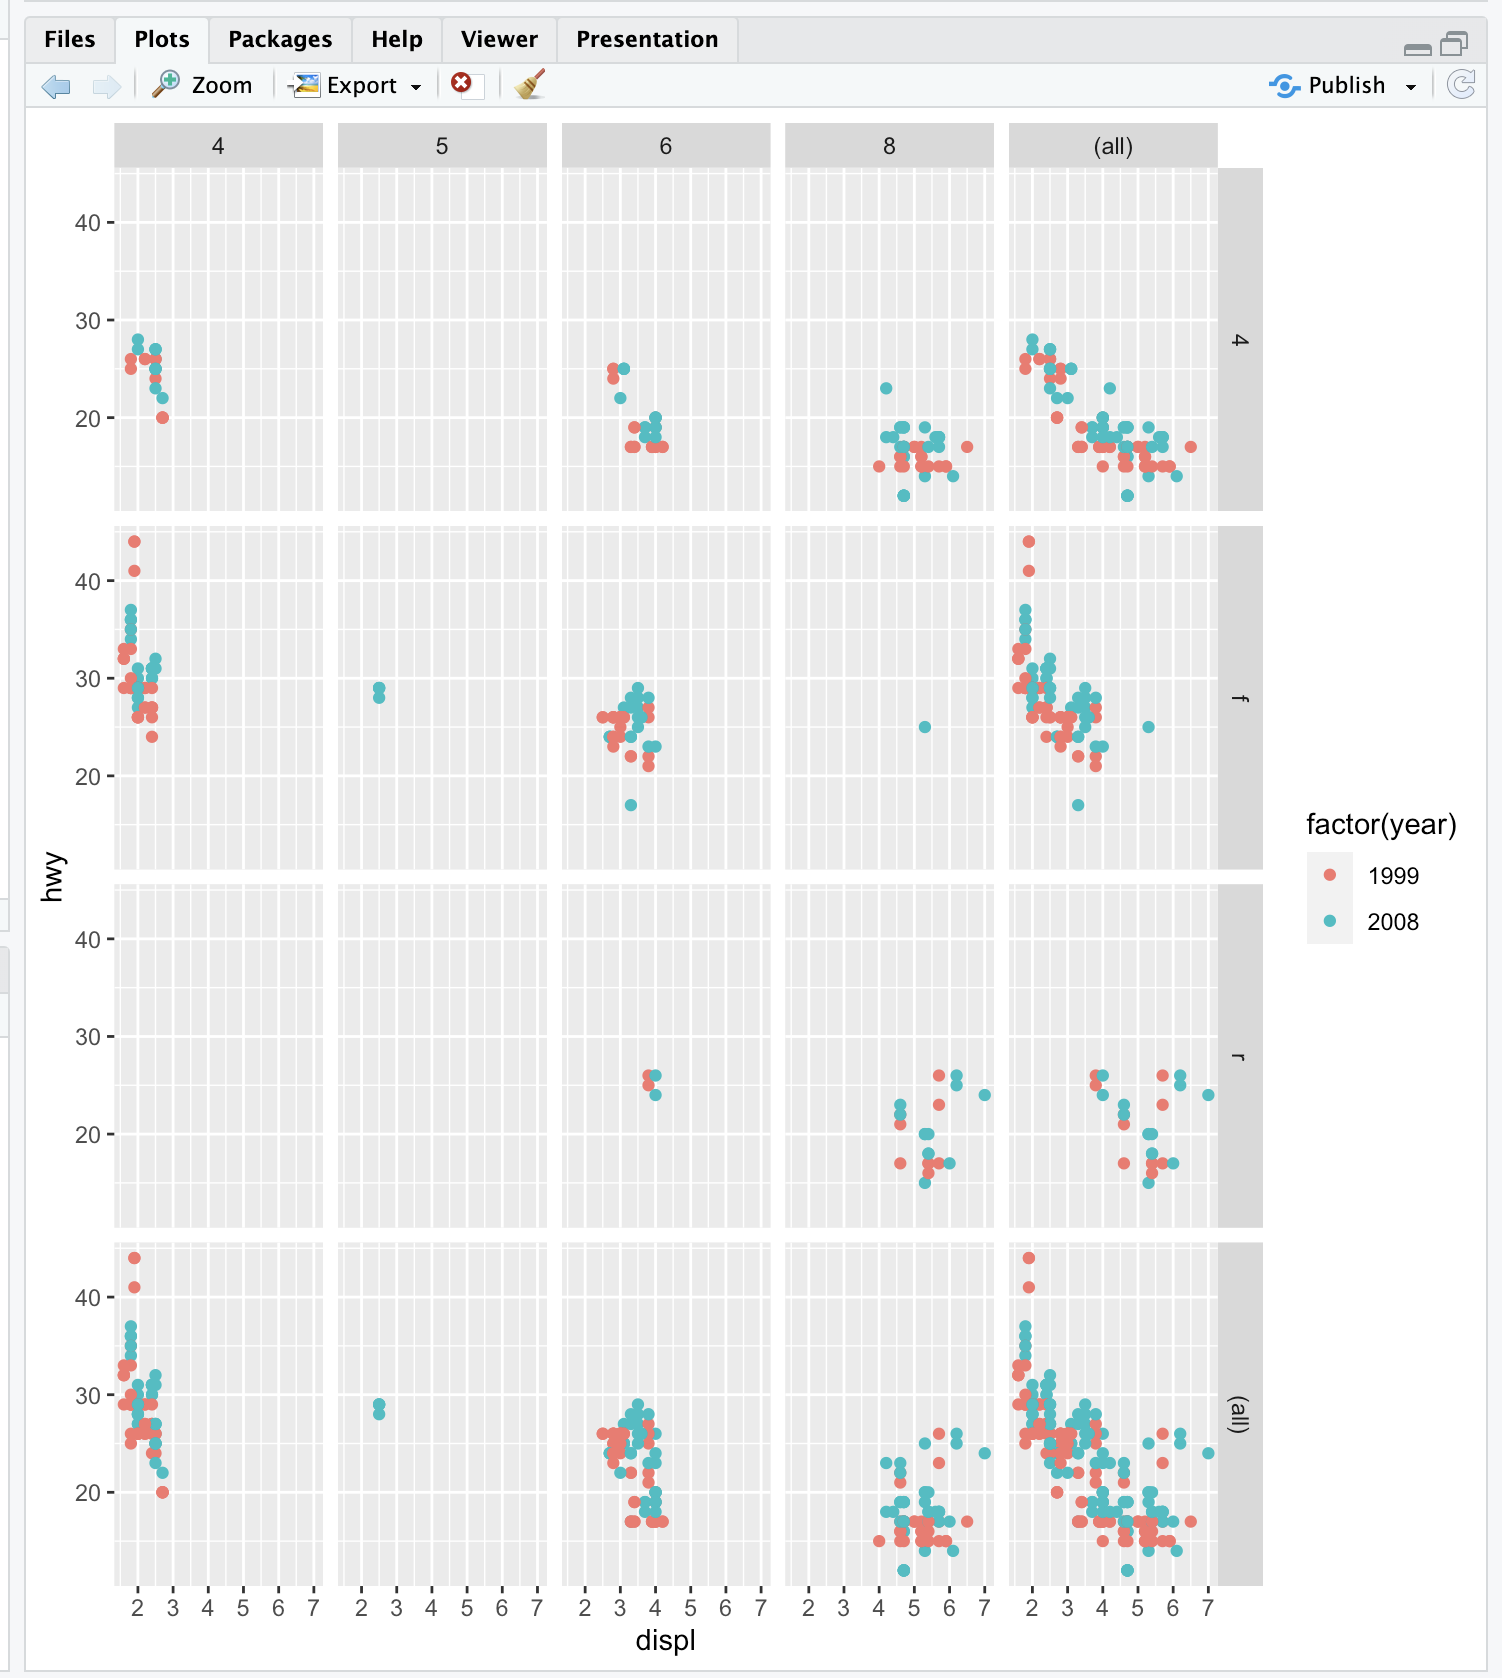 Files Plots Packages Help Viewer Presentation
Zoom Export Publish
4 5 6 8 (all)
40
30
20
4
40
30
20
f
hwy
40
30
20
r
40
30
20
(all)
factor(year)
1999
2008
2 3 4 5 6 7 2 3 4 5 6 7 2 3 4 5 6 7 2 3 4 5 6 7 2 3 4 5 6 7
displ